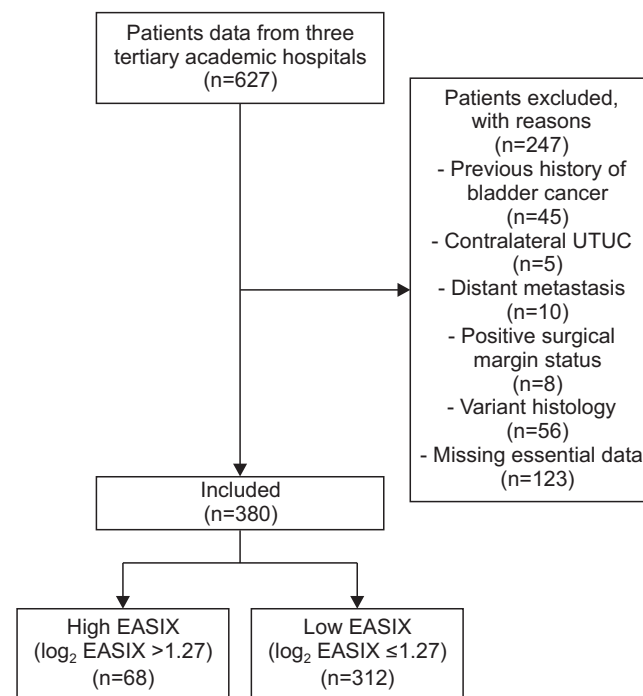 Patients data from three
tertiary academic hospitals
(n=627)
Patients excluded,
with reasons
(n=247)
- Previous history of
bladder cancer
(n=45)
- Contralateral UTUC
(n=5)
- Distant metastasis
(n=10)
- Positive surgical
margin status
(n=8)
- Variant histology
(n=56)
- Missing essential data
(n=123)
Included
(n=380)
High EASIX
(log₂ EASIX >1.27)
(n=68)
Low EASIX
(log₂ EASIX ≤1.27)
(n=312)